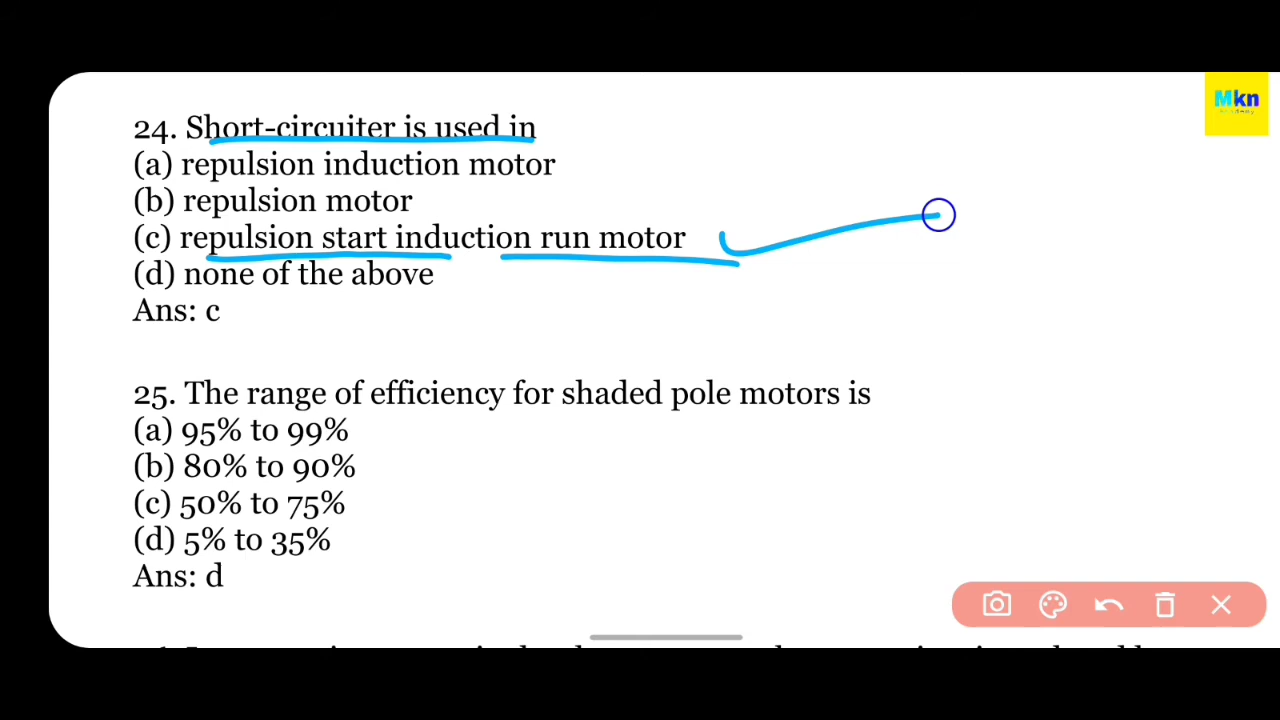 Mkn
24. Short-circuiter is used in
(a) repulsion induction motor
(b) repulsion motor
(c) repulsion start induction run motor
(d) none of the above
Ans: c
25. The range of efficiency for shaded pole motors is
(a) 95% to 99%
(b) 80% to 90%
(c) 50% to 75%
(d) 5% to 35%
Ans: d